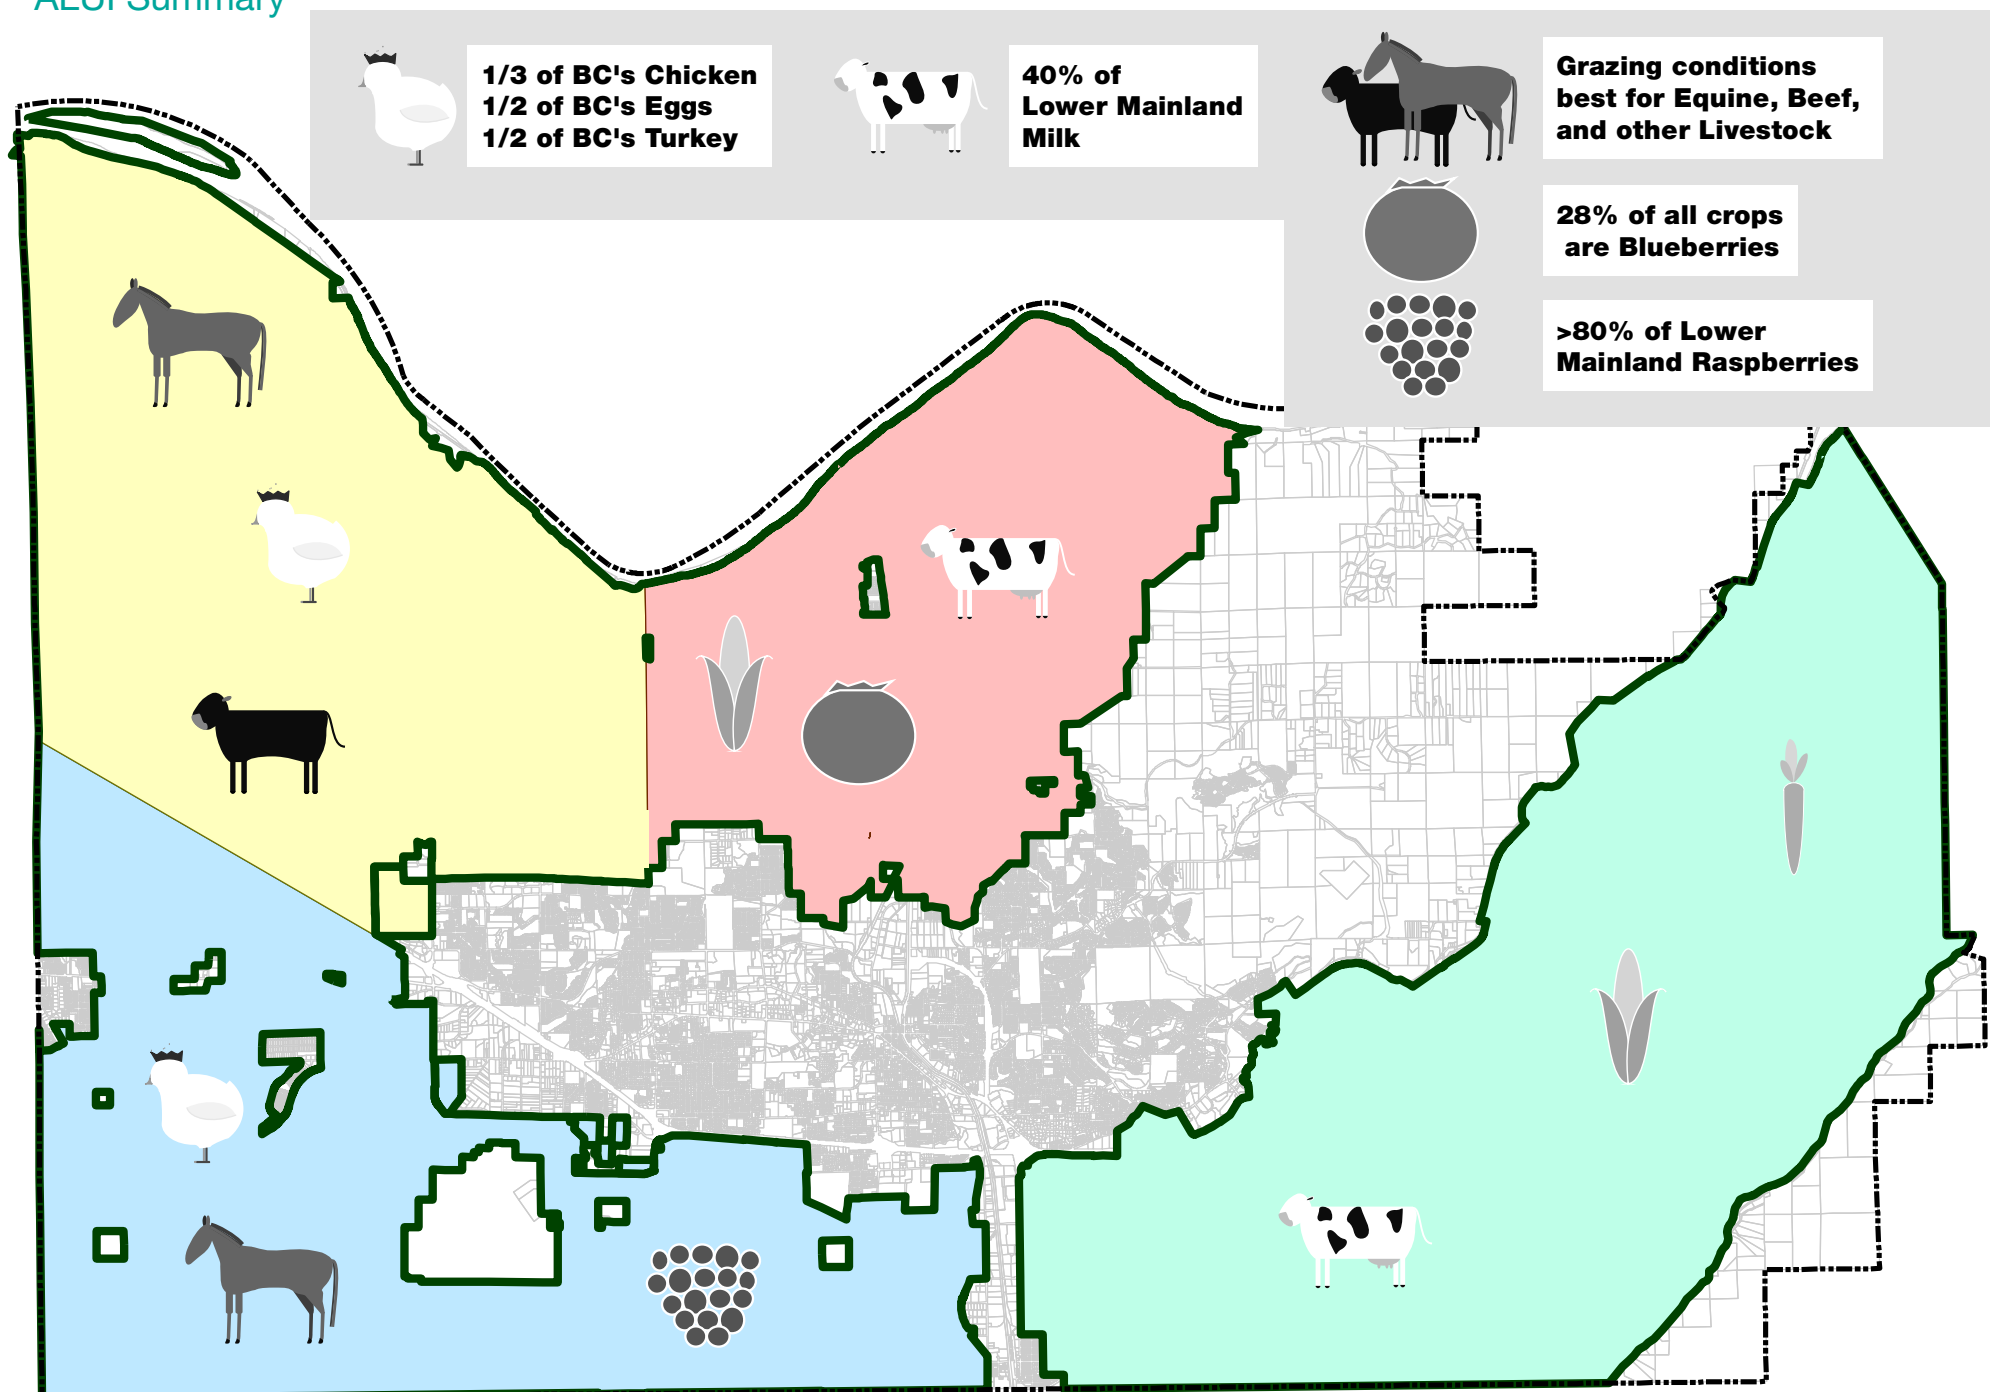 ALUI Summary
1/3 of BC's Chicken
1/2 of BC's Eggs
1/2 of BC's Turkey
40% of
Lower Mainland
Milk
Grazing conditions
best for Equine, Beef,
and other Livestock
28% of all crops
are Blueberries
>80% of Lower
Mainland Raspberries